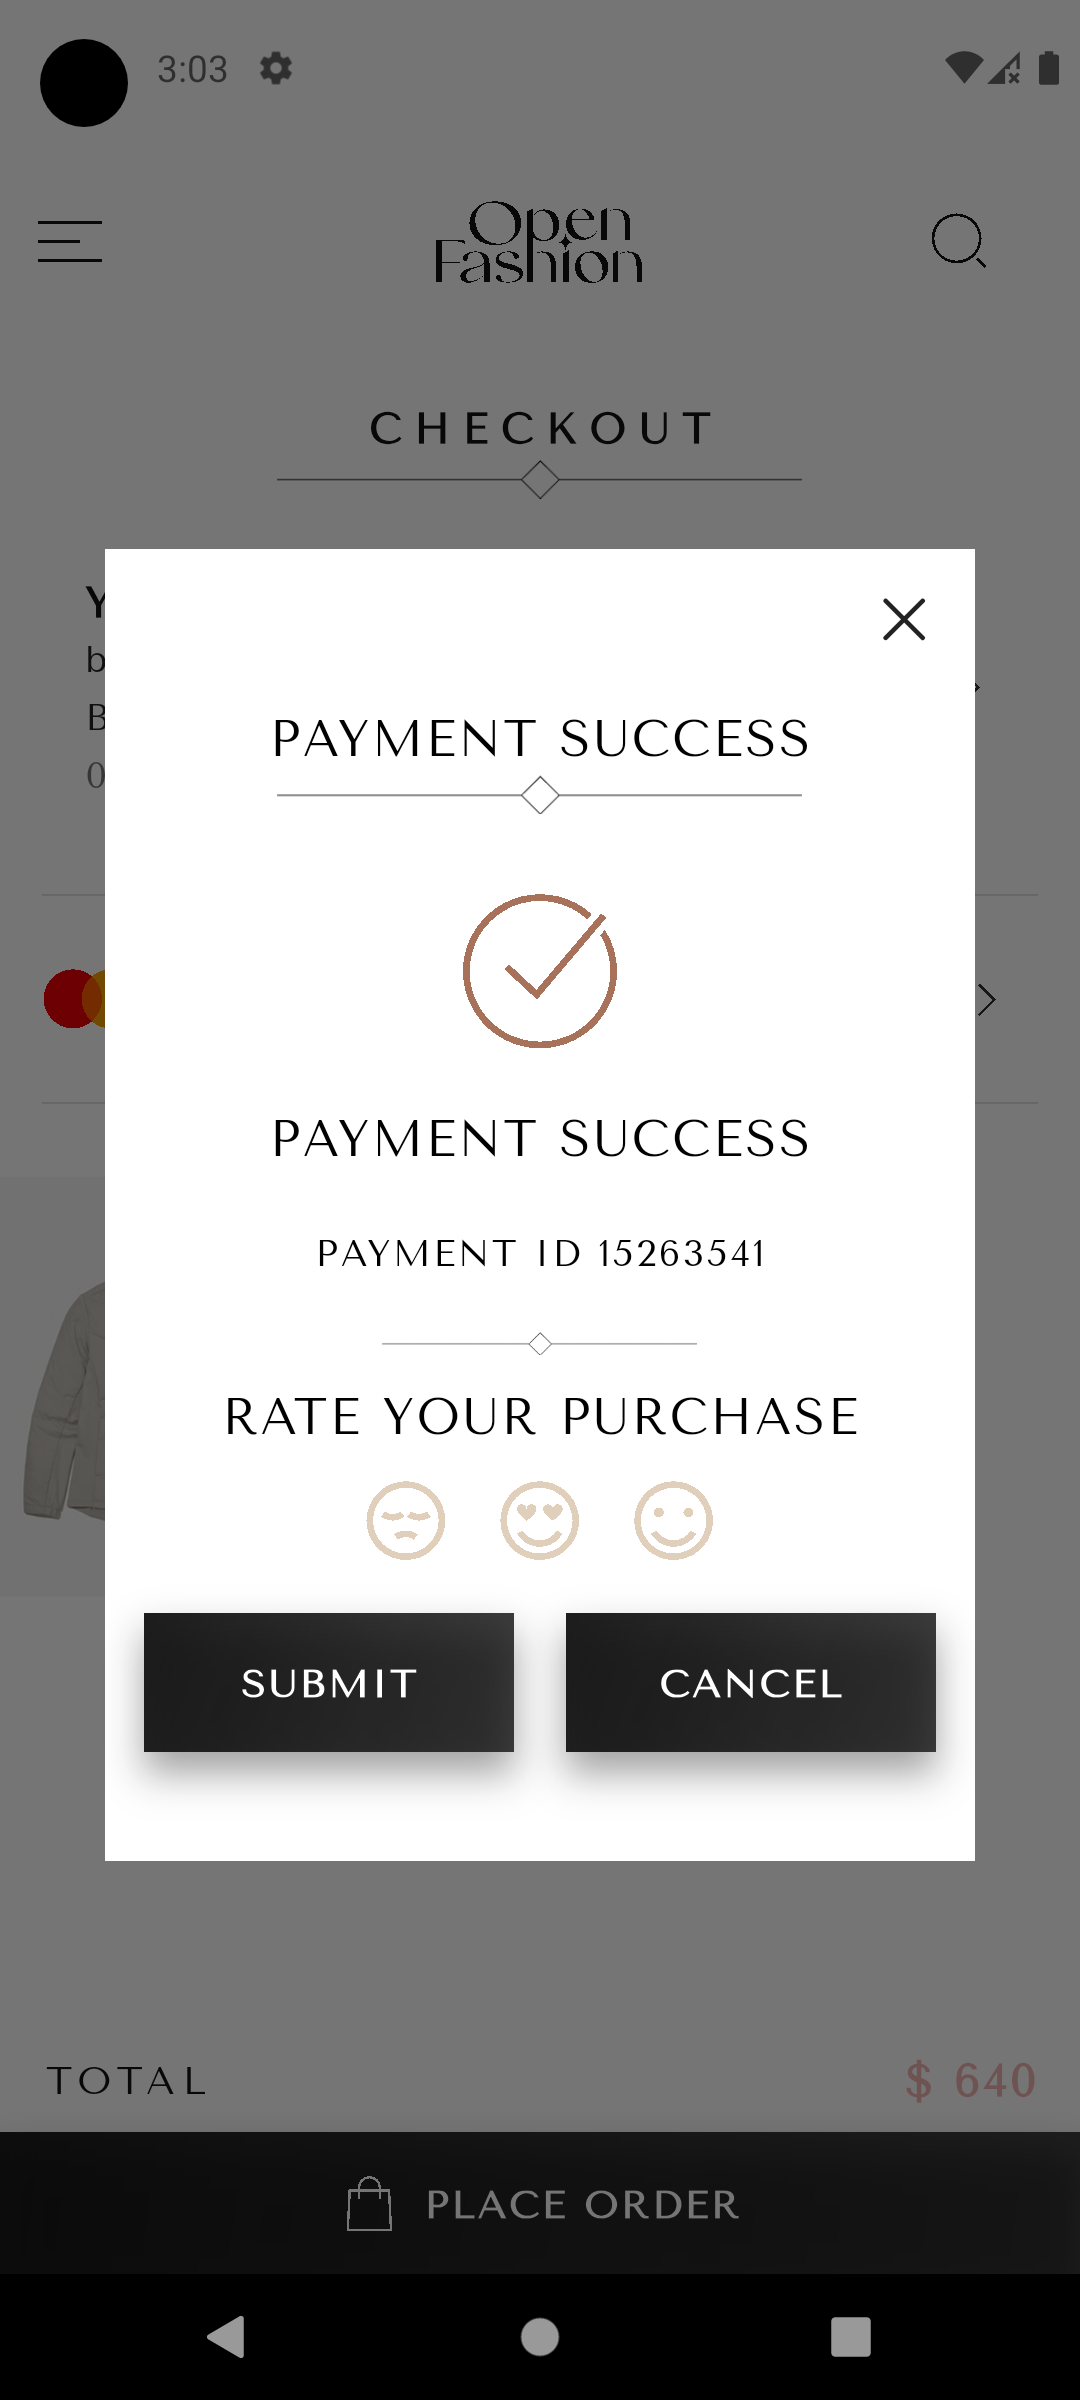 3:03
Open
Fashion
CHECKOUT
PAYMENT SUCCESS
PAYMENT SUCCESS
PAYMENT ID 15263541
RATE YOUR PURCHASE
SUBMIT CANCEL
TOTAL $ 640
PLACE ORDER